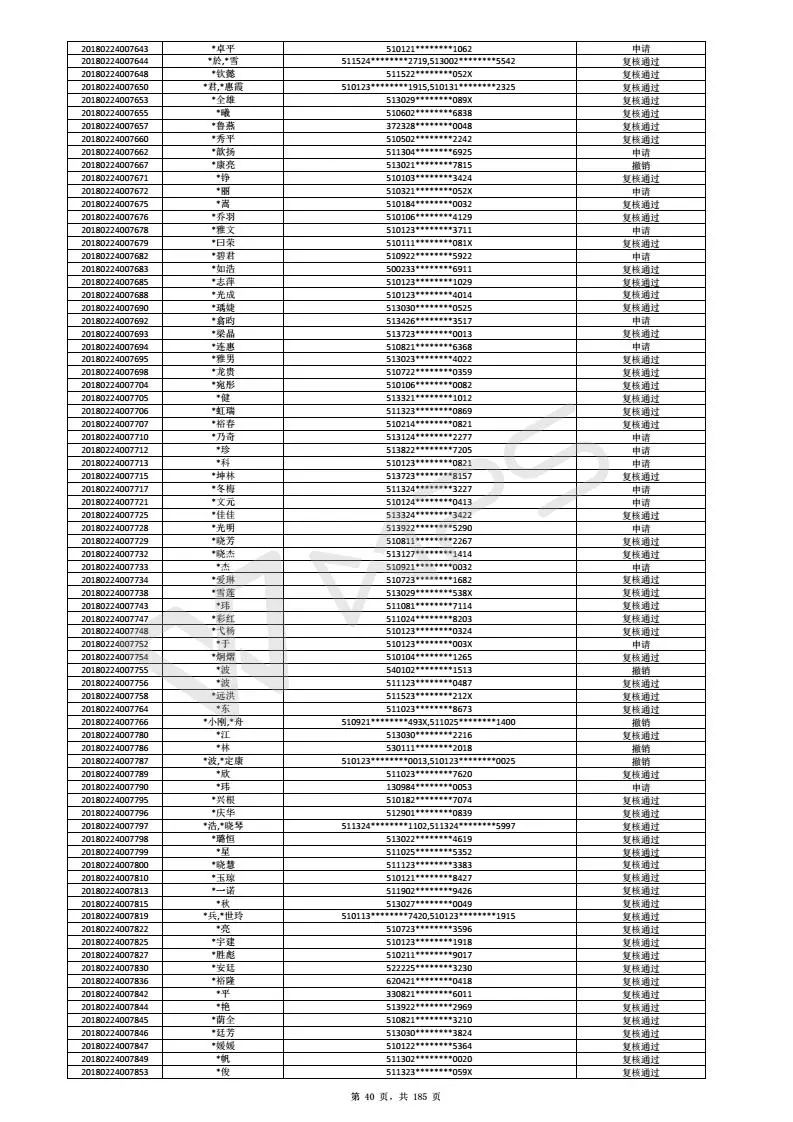 20180224007643 *卓平 510121********1062 申请
20180224007644 *於,*雪 511524********2719,513002********5542 复核通过
20180224007648 *钦懿 511522********052X 复核通过
20180224007650 *君,*惠霞 510123********1915,510131********2325 复核通过
20180224007653 *全雄 513029********089X 复核通过
20180224007655 *曦 510602********6838 复核通过
20180224007657 *鲁燕 372328********0048 复核通过
20180224007660 *秀平 510502********2242 复核通过
20180224007662 *歆扬 511304********6925 申请
20180224007667 *康亮 513021********7815 撤销
20180224007671 *铮 510103********3424 复核通过
20180224007672 *丽 510321********052X 申请
20180224007675 *嵩 510184********0032 复核通过
20180224007676 *乔羽 510106********4129 复核通过
20180224007678 *雅文 510123********3711 申请
20180224007679 *曰荣 510111********081X 复核通过
20180224007682 *碧君 510922********5922 申请
20180224007683 *如浩 500233********6911 复核通过
20180224007685 *志萍 510123********1029 复核通过
20180224007688 *光成 510123********4014 复核通过
20180224007690 *瑀婕 513030********0525 复核通过
20180224007692 *翕昀 513426********3517 申请
20180224007693 *梁晶 513723********0013 复核通过
20180224007694 *连惠 510821********6368 申请
20180224007695 *雅男 513023********4022 复核通过
20180224007698 *龙贵 510722********0359 复核通过
20180224007704 *宛彤 510106********0082 复核通过
20180224007705 *健 513321********1012 复核通过
20180224007706 *虹瑞 511323********0869 复核通过
20180224007707 *裕春 510214********0821 复核通过
20180224007710 *乃奇 513124********2277 申请
20180224007712 *珍 513822********7205 申请
20180224007713 *科 510123********0821 申请
20180224007715 *坤林 513723********8157 复核通过
20180224007717 *冬梅 511324********3227 申请
20180224007721 *文元 510124********0413 申请
20180224007725 *佳佳 513324********3422 复核通过
20180224007728 *光明 513922********5290 申请
20180224007729 *晓芳 510811********2267 复核通过
20180224007732 *晓杰 513127********1414 复核通过
20180224007733 *杰 510921********0032 申请
20180224007734 *爱琳 510723********1682 复核通过
20180224007738 *雪莲 513029********538X 复核通过
20180224007743 *玮 511081********7114 复核通过
20180224007747 *彩红 511024********8203 复核通过
20180224007748 *弋杨 510123********0324 复核通过
20180224007752 *于 510123********003X 申请
20180224007754 *炯熠 510104********1265 复核通过
20180224007755 *波 540102********1513 撤销
20180224007756 *波 511123********0487 复核通过
20180224007758 *远洪 511523********212X 复核通过
20180224007764 *东 511023********8673 复核通过
20180224007766 *小刚,*舟 510921********493X,511025********1400 撤销
20180224007780 *江 513030********2216 复核通过
20180224007786 *林 530111********2018 撤销
20180224007787 *波,*定康 510123********0013,510123********0025 撤销
20180224007789 *欣 511023********7620 复核通过
20180224007790 *玮 130984********0053 申请
20180224007795 *兴根 510182********7074 复核通过
20180224007796 *庆华 512901********0839 复核通过
20180224007797 *浩,*晓琴 511324********1102,511324********5997 复核通过
20180224007798 *璐恒 513022********4619 复核通过
20180224007799 *星 511025********5352 复核通过
20180224007800 *晓慧 511123********3383 复核通过
20180224007810 *玉琼 510121********8427 复核通过
20180224007813 *一诺 511902********9426 复核通过
20180224007815 *秋 513027********0049 复核通过
20180224007819 *兵,*世玲 510113********7420,510123********1915 复核通过
20180224007822 *亮 510723********3596 复核通过
20180224007825 *宇建 510123********1918 复核通过
20180224007827 *胜彪 510211********9017 复核通过
20180224007830 *安廷 522225********3230 复核通过
20180224007836 *裕隆 620421********0418 复核通过
20180224007842 *平 330821********6011 复核通过
20180224007844 *艳 513922********2969 复核通过
20180224007845 *荫全 510821********3210 复核通过
20180224007846 *廷芳 513030********3824 复核通过
20180224007847 *媛媛 510122********5364 复核通过
20180224007849 *帆 511302********0020 复核通过
20180224007853 *俊 511323********059X 复核通过
第 40 页，共 185 页